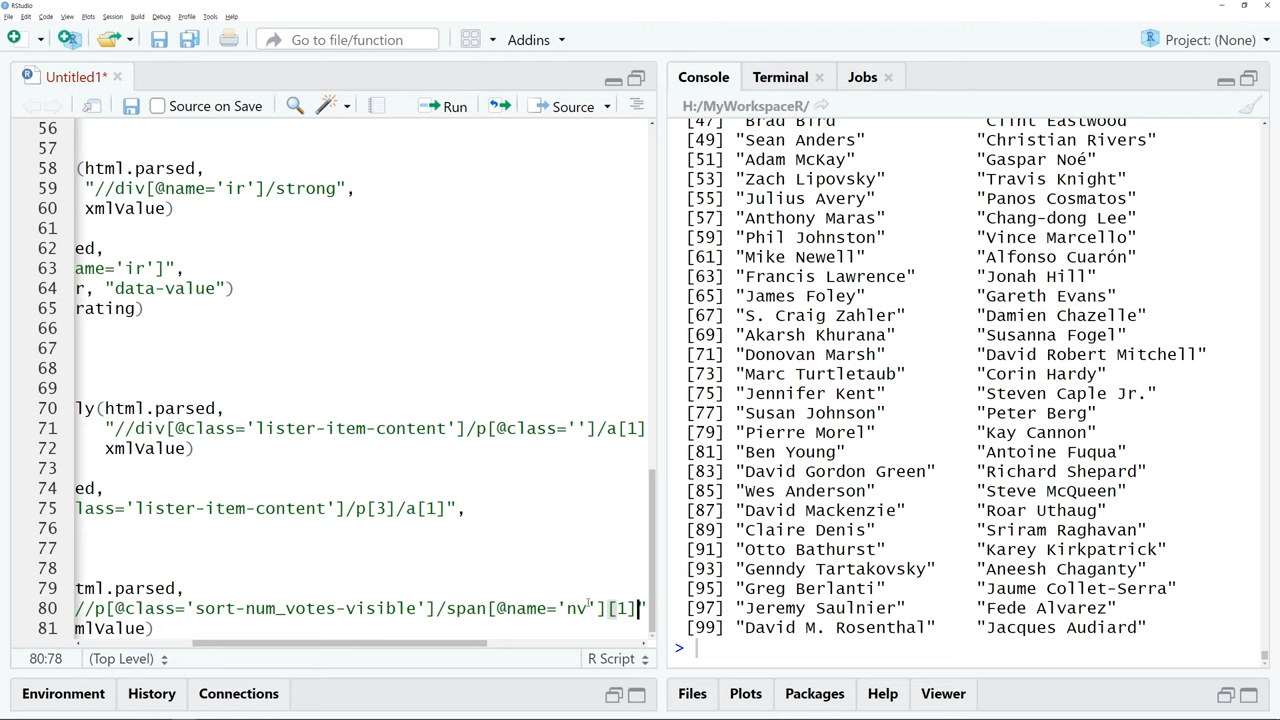 RStudio
File Edit Code View Plots Session Build Debug Profile Tools Help
Go to file/function Addins Project: (None)
Untitled1* Console Terminal Jobs
Source on Save Run Source H:/MyWorkspaceR/
56
57
58 (html.parsed,
59 "//div[@name='ir']/strong",
60 xmlValue)
61
62 ed,
63 ame='ir']",
64 r, "data-value")
65 rating)
66
67
68
69
70 ly(html.parsed,
71 "//div[@class='lister-item-content']/p[@class='']/a[1]
72 xmlValue)
73
74 ed,
75 lass='lister-item-content']/p[3]/a[1]",
76
77
78
79 tml.parsed,
80 //p[@class='sort-num_votes-visible']/span[@name='nv'][1]"
81 mlValue)
80:78 (Top Level) R Script
[47] "Brad Bird" "Clint Eastwood"
[49] "Sean Anders" "Christian Rivers"
[51] "Adam McKay" "Gaspar Noé"
[53] "Zach Lipovsky" "Travis Knight"
[55] "Julius Avery" "Panos Cosmatos"
[57] "Anthony Maras" "Chang-dong Lee"
[59] "Phil Johnston" "Vince Marcello"
[61] "Mike Newell" "Alfonso Cuarón"
[63] "Francis Lawrence" "Jonah Hill"
[65] "James Foley" "Gareth Evans"
[67] "S. Craig Zahler" "Damien Chazelle"
[69] "Akarsh Khurana" "Susanna Fogel"
[71] "Donovan Marsh" "David Robert Mitchell"
[73] "Marc Turtletaub" "Corin Hardy"
[75] "Jennifer Kent" "Steven Caple Jr."
[77] "Susan Johnson" "Peter Berg"
[79] "Pierre Morel" "Kay Cannon"
[81] "Ben Young" "Antoine Fuqua"
[83] "David Gordon Green" "Richard Shepard"
[85] "Wes Anderson" "Steve McQueen"
[87] "David Mackenzie" "Roar Uthaug"
[89] "Claire Denis" "Sriram Raghavan"
[91] "Otto Bathurst" "Karey Kirkpatrick"
[93] "Genndy Tartakovsky" "Aneesh Chaganty"
[95] "Greg Berlanti" "Jaume Collet-Serra"
[97] "Jeremy Saulnier" "Fede Alvarez"
[99] "David M. Rosenthal" "Jacques Audiard"
>
Environment History Connections Files Plots Packages Help Viewer